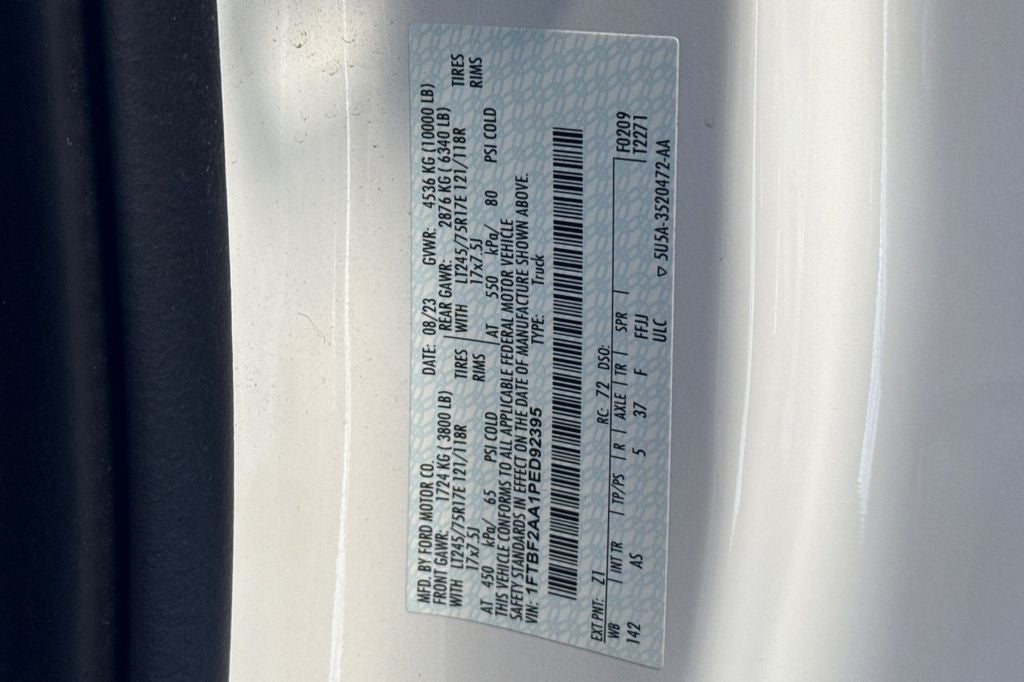 MFD. BY FORD MOTOR CO.
DATE: 08/23 GVWR: 4536 KG (10000 LB)
FRONT GAWR: 1724 KG ( 3800 LB) REAR GAWR: 2876 KG ( 6340 LB)
WITH LT245/75R17E 121/118R TIRES WITH LT245/75R17E 121/118R TIRES
17x7.5J RIMS 17x7.5J RIMS
AT 450 kPa/ 65 PSI COLD AT 550 kPa/ 80 PSI COLD
THIS VEHICLE CONFORMS TO ALL APPLICABLE FEDERAL MOTOR VEHICLE
SAFETY STANDARDS IN EFFECT ON THE DATE OF MANUFACTURE SHOWN ABOVE.
VIN: 1FTBF2AA1PED92395 TYPE: Truck
EXT PNT: Z1 RC: 72 DSO:
WB INT TR TP/PS R AXLE TR SPR F0209
142 AS 5 37 F FFJJ T2271
ULC
▽ 5U5A-3520472-AA